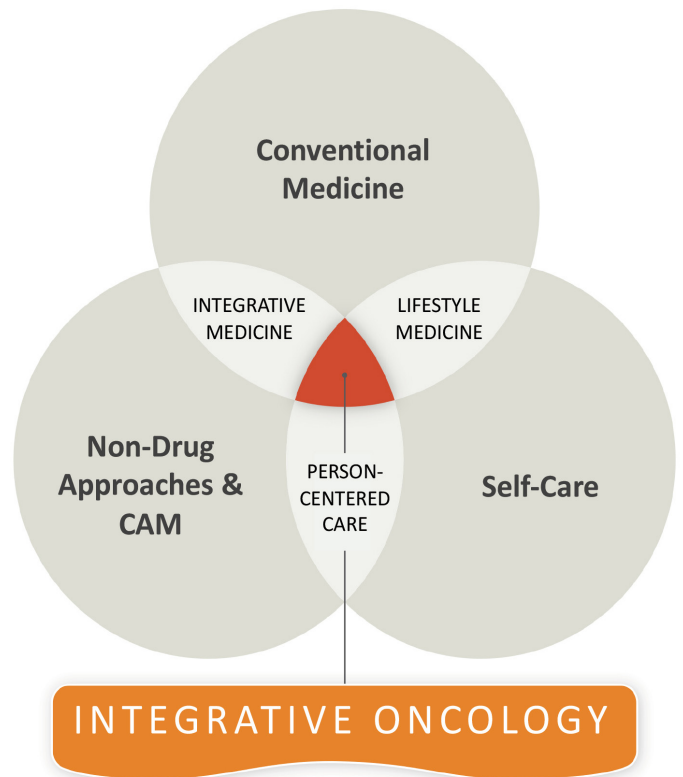 Conventional
Medicine
INTEGRATIVE
MEDICINE
LIFESTYLE
MEDICINE
Non-Drug
Approaches &
CAM
PERSON-
CENTERED
CARE
Self-Care
INTEGRATIVE ONCOLOGY